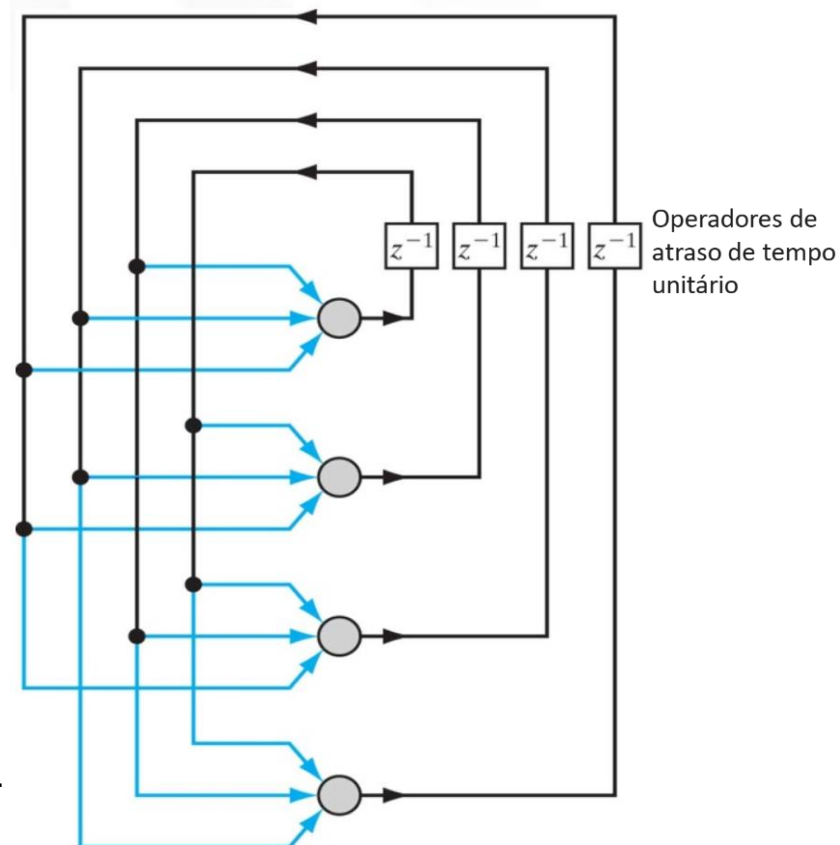 z⁻¹ z⁻¹ z⁻¹ z⁻¹
Operadores de
atraso de tempo
unitário